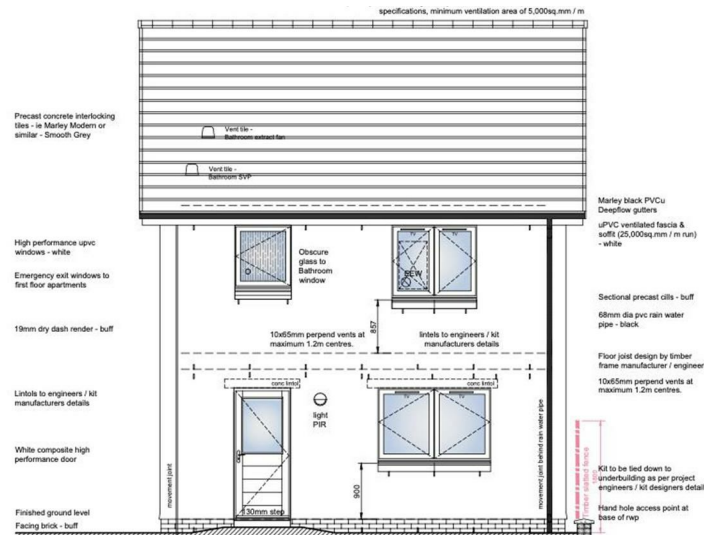 specifications, minimum ventilation area of 5,000sq.mm / m
Precast concrete interlocking
tiles - ie Marley Modern or
similar - Smooth Grey
Vent tile -
Bathroom extract fan
Vent tile -
Bathroom SVP
Marley black PVCu
Deepflow gutters
uPVC ventilated fascia &
soffit (25,000sq.mm / m run)
- white
High performance upvc
windows - white
Emergency exit windows to
first floor apartments
Obscure
glass to
Bathroom
window
TV
TV
EEW
Sectional precast cills - buff
68mm dia pvc rain water
pipe - black
19mm dry dash render - buff
10x65mm perpend vents at
maximum 1.2m centres.
857
lintels to engineers / kit
manufacturers details
Floor joist design by timber
frame manufacturer / engineer
10x65mm perpend vents at
maximum 1.2m centres.
Lintols to engineers / kit
manufacturers details
conc lintol
conc lintol
TV
TV
light
PIR
White composite high
performance door
movement joint
900
movement joint behind rain water pipe
Timber slatted fence
Kit to be tied down to
underbuilding as per project
engineers / kit designers detail
Hand hole access point at
base of rwp
130mm step
Finished ground level
Facing brick - buff